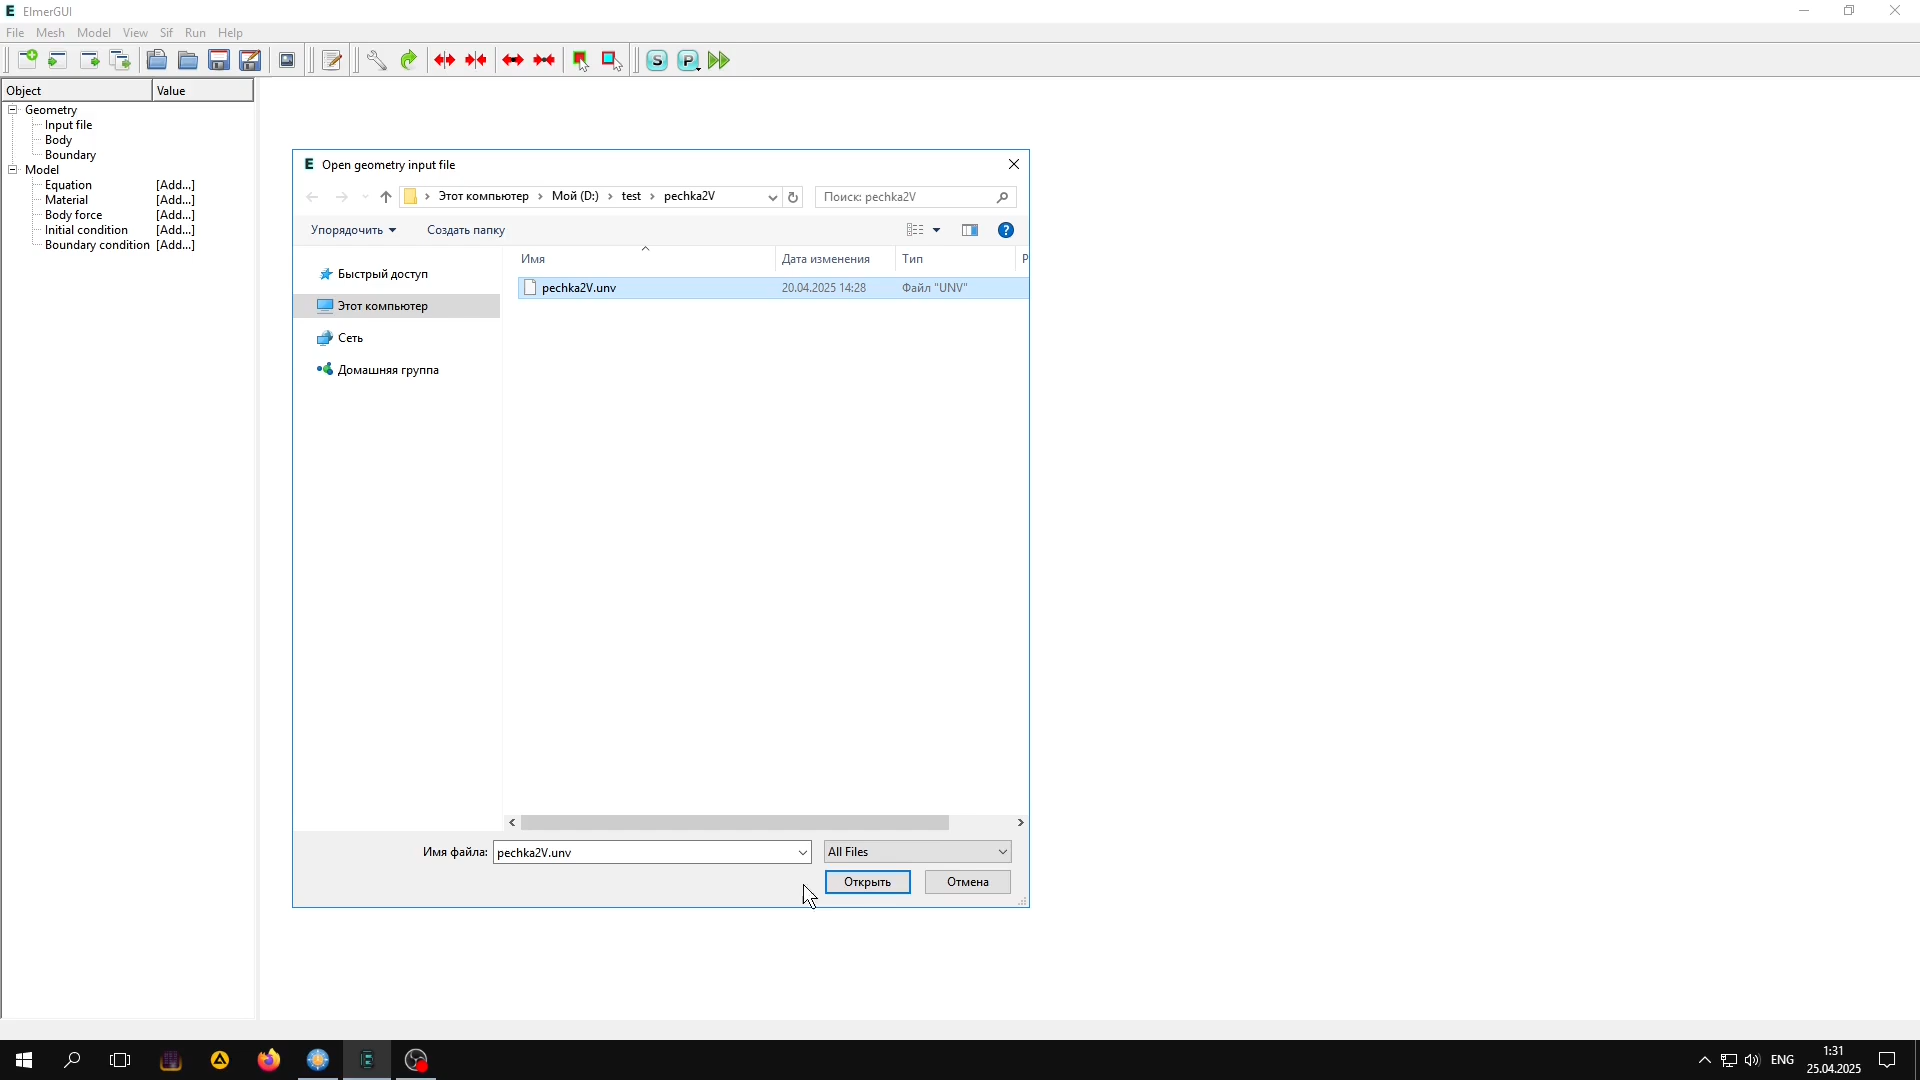 ElmerGUI
File Mesh Model View Sif Run Help
S P
Object Value
Geometry
Input file
Body
Boundary
Model
Equation [Add...]
Material [Add...]
Body force [Add...]
Initial condition [Add...]
Boundary condition [Add...]
Open geometry input file
Этот компьютер Мой (D:) test pechka2V
Поиск: pechka2V
Упорядочить Создать папку
Имя Дата изменения Тип Р
Быстрый доступ
Этот компьютер
Сеть
Домашняя группа
pechka2V.unv 20.04.2025 14:28 Файл "UNV"
Имя файла: pechka2V.unv All Files
Открыть Отмена
ENG
1:31
25.04.2025